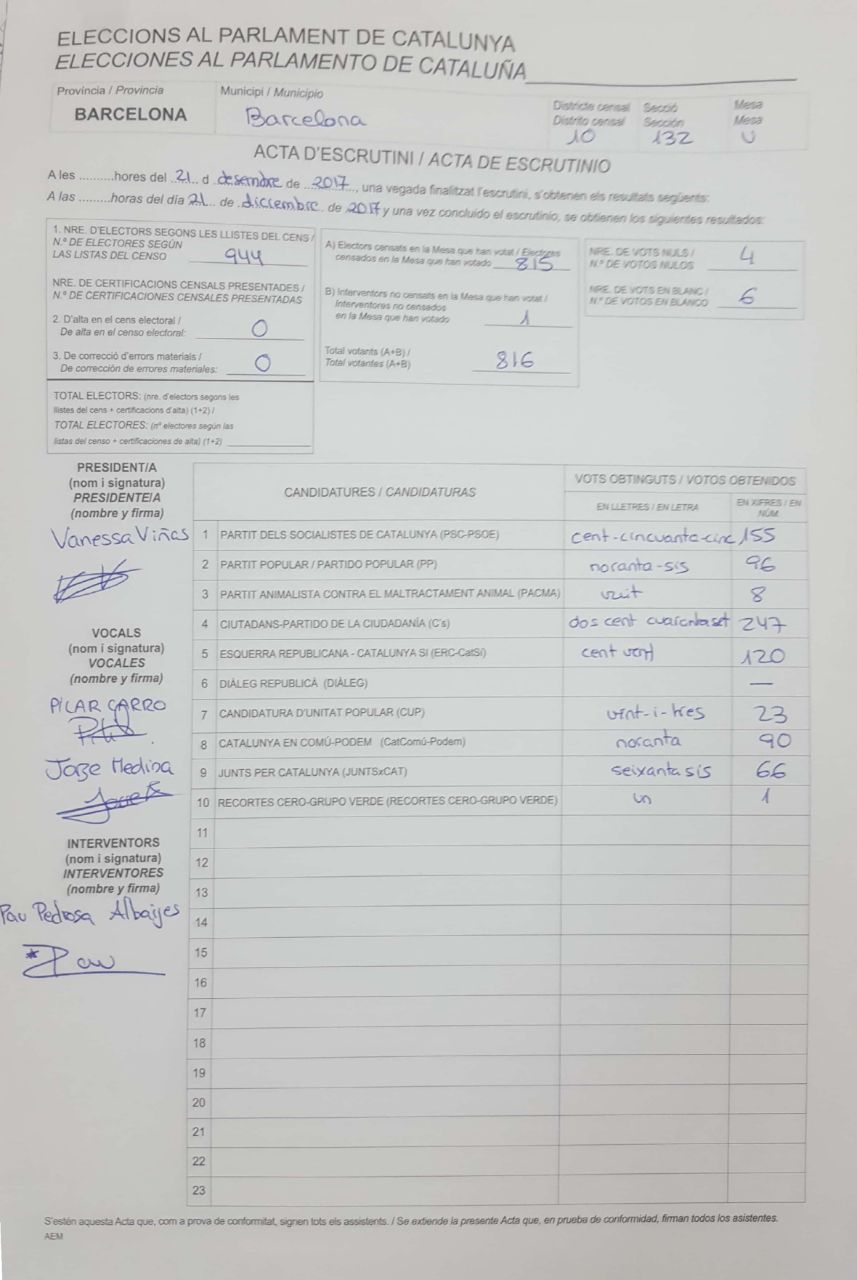 ELECCIONS AL PARLAMENT DE CATALUNYA
ELECCIONES AL PARLAMENTO DE CATALUÑA
Provincia / Provincia
BARCELONA
Municipi / Municipio
Barcelona
Districte censal Secció Mesa
Distrito censal Sección Mesa
10 132 U
ACTA D'ESCRUTINI / ACTA DE ESCRUTINIO
A les .........hores del 21 d desembre de 2017, una vegada finalitzat l'escrutini, s'obtenen els resultats següents:
A las .........horas del día 21 de diciembre de 2017 y una vez concluido el escrutinio, se obtienen los siguientes resultados:
1. NRE. D'ELECTORS SEGONS LES LLISTES DEL CENS /
N.º DE ELECTORES SEGÚN
LAS LISTAS DEL CENSO 944
NRE. DE CERTIFICACIONS CENSALS PRESENTADES /
N.º DE CERTIFICACIONES CENSALES PRESENTADAS
2. D'alta en el cens electoral /
De alta en el censo electoral: 0
3. De correcció d'errors materials /
De corrección de errores materiales: 0
TOTAL ELECTORS: (nre. d'electors segons les
llistes del cens + certificacions d'alta) (1+2) /
TOTAL ELECTORES: (nº electores según las
listas del censo + certificaciones de alta) (1+2)
A) Electors censats en la Mesa que han votat / Electores
censados en la Mesa que han votado 815
B) Interventors no censats en la Mesa que han votat /
Interventores no censados
en la Mesa que han votado 1
Total votants (A+B) /
Total votantes (A+B) 816
NRE. DE VOTS NULS /
N.º DE VOTOS NULOS 4
NRE. DE VOTS EN BLANC /
N.º DE VOTOS EN BLANCO 6
PRESIDENT/A
(nom i signatura)
PRESIDENTE/A
(nombre y firma)
Vanessa Viñas
VOCALS
(nom i signatura)
VOCALES
(nombre y firma)
PILAR GARRO
Jorge Medina
INTERVENTORS
(nom i signatura)
INTERVENTORES
(nombre y firma)
Pau Pedrosa Albaijes
Pau
CANDIDATURES / CANDIDATURAS
VOTS OBTINGUTS / VOTOS OBTENIDOS
EN LLETRES / EN LETRA
EN XIFRES / EN
NÚM.
1 PARTIT DELS SOCIALISTES DE CATALUNYA (PSC-PSOE) cent-cincuanta-cinc 155
2 PARTIT POPULAR / PARTIDO POPULAR (PP) noranta-sis 96
3 PARTIT ANIMALISTA CONTRA EL MALTRACTAMENT ANIMAL (PACMA) vuit 8
4 CIUTADANS-PARTIDO DE LA CIUDADANÍA (C's) dos cent 247
5 ESQUERRA REPUBLICANA - CATALUNYA SI (ERC-CatSí) cent vent 120
6 DIÀLEG REPUBLICÀ (DIÀLEG) —
7 CANDIDATURA D'UNITAT POPULAR (CUP) vint-i-tres 23
8 CATALUNYA EN COMÚ-PODEM (CatComú-Podem) noranta 90
9 JUNTS PER CATALUNYA (JUNTSxCAT) seixanta sis 66
10 RECORTES CERO-GRUPO VERDE (RECORTES CERO-GRUPO VERDE) un 1
11
12
13
14
15
16
17
18
19
20
21
22
23
S'estén aquesta Acta que, com a prova de conformitat, signen tots els assistents. / Se extiende la presente Acta que, en prueba de conformidad, firman todos los asistentes.
AEM